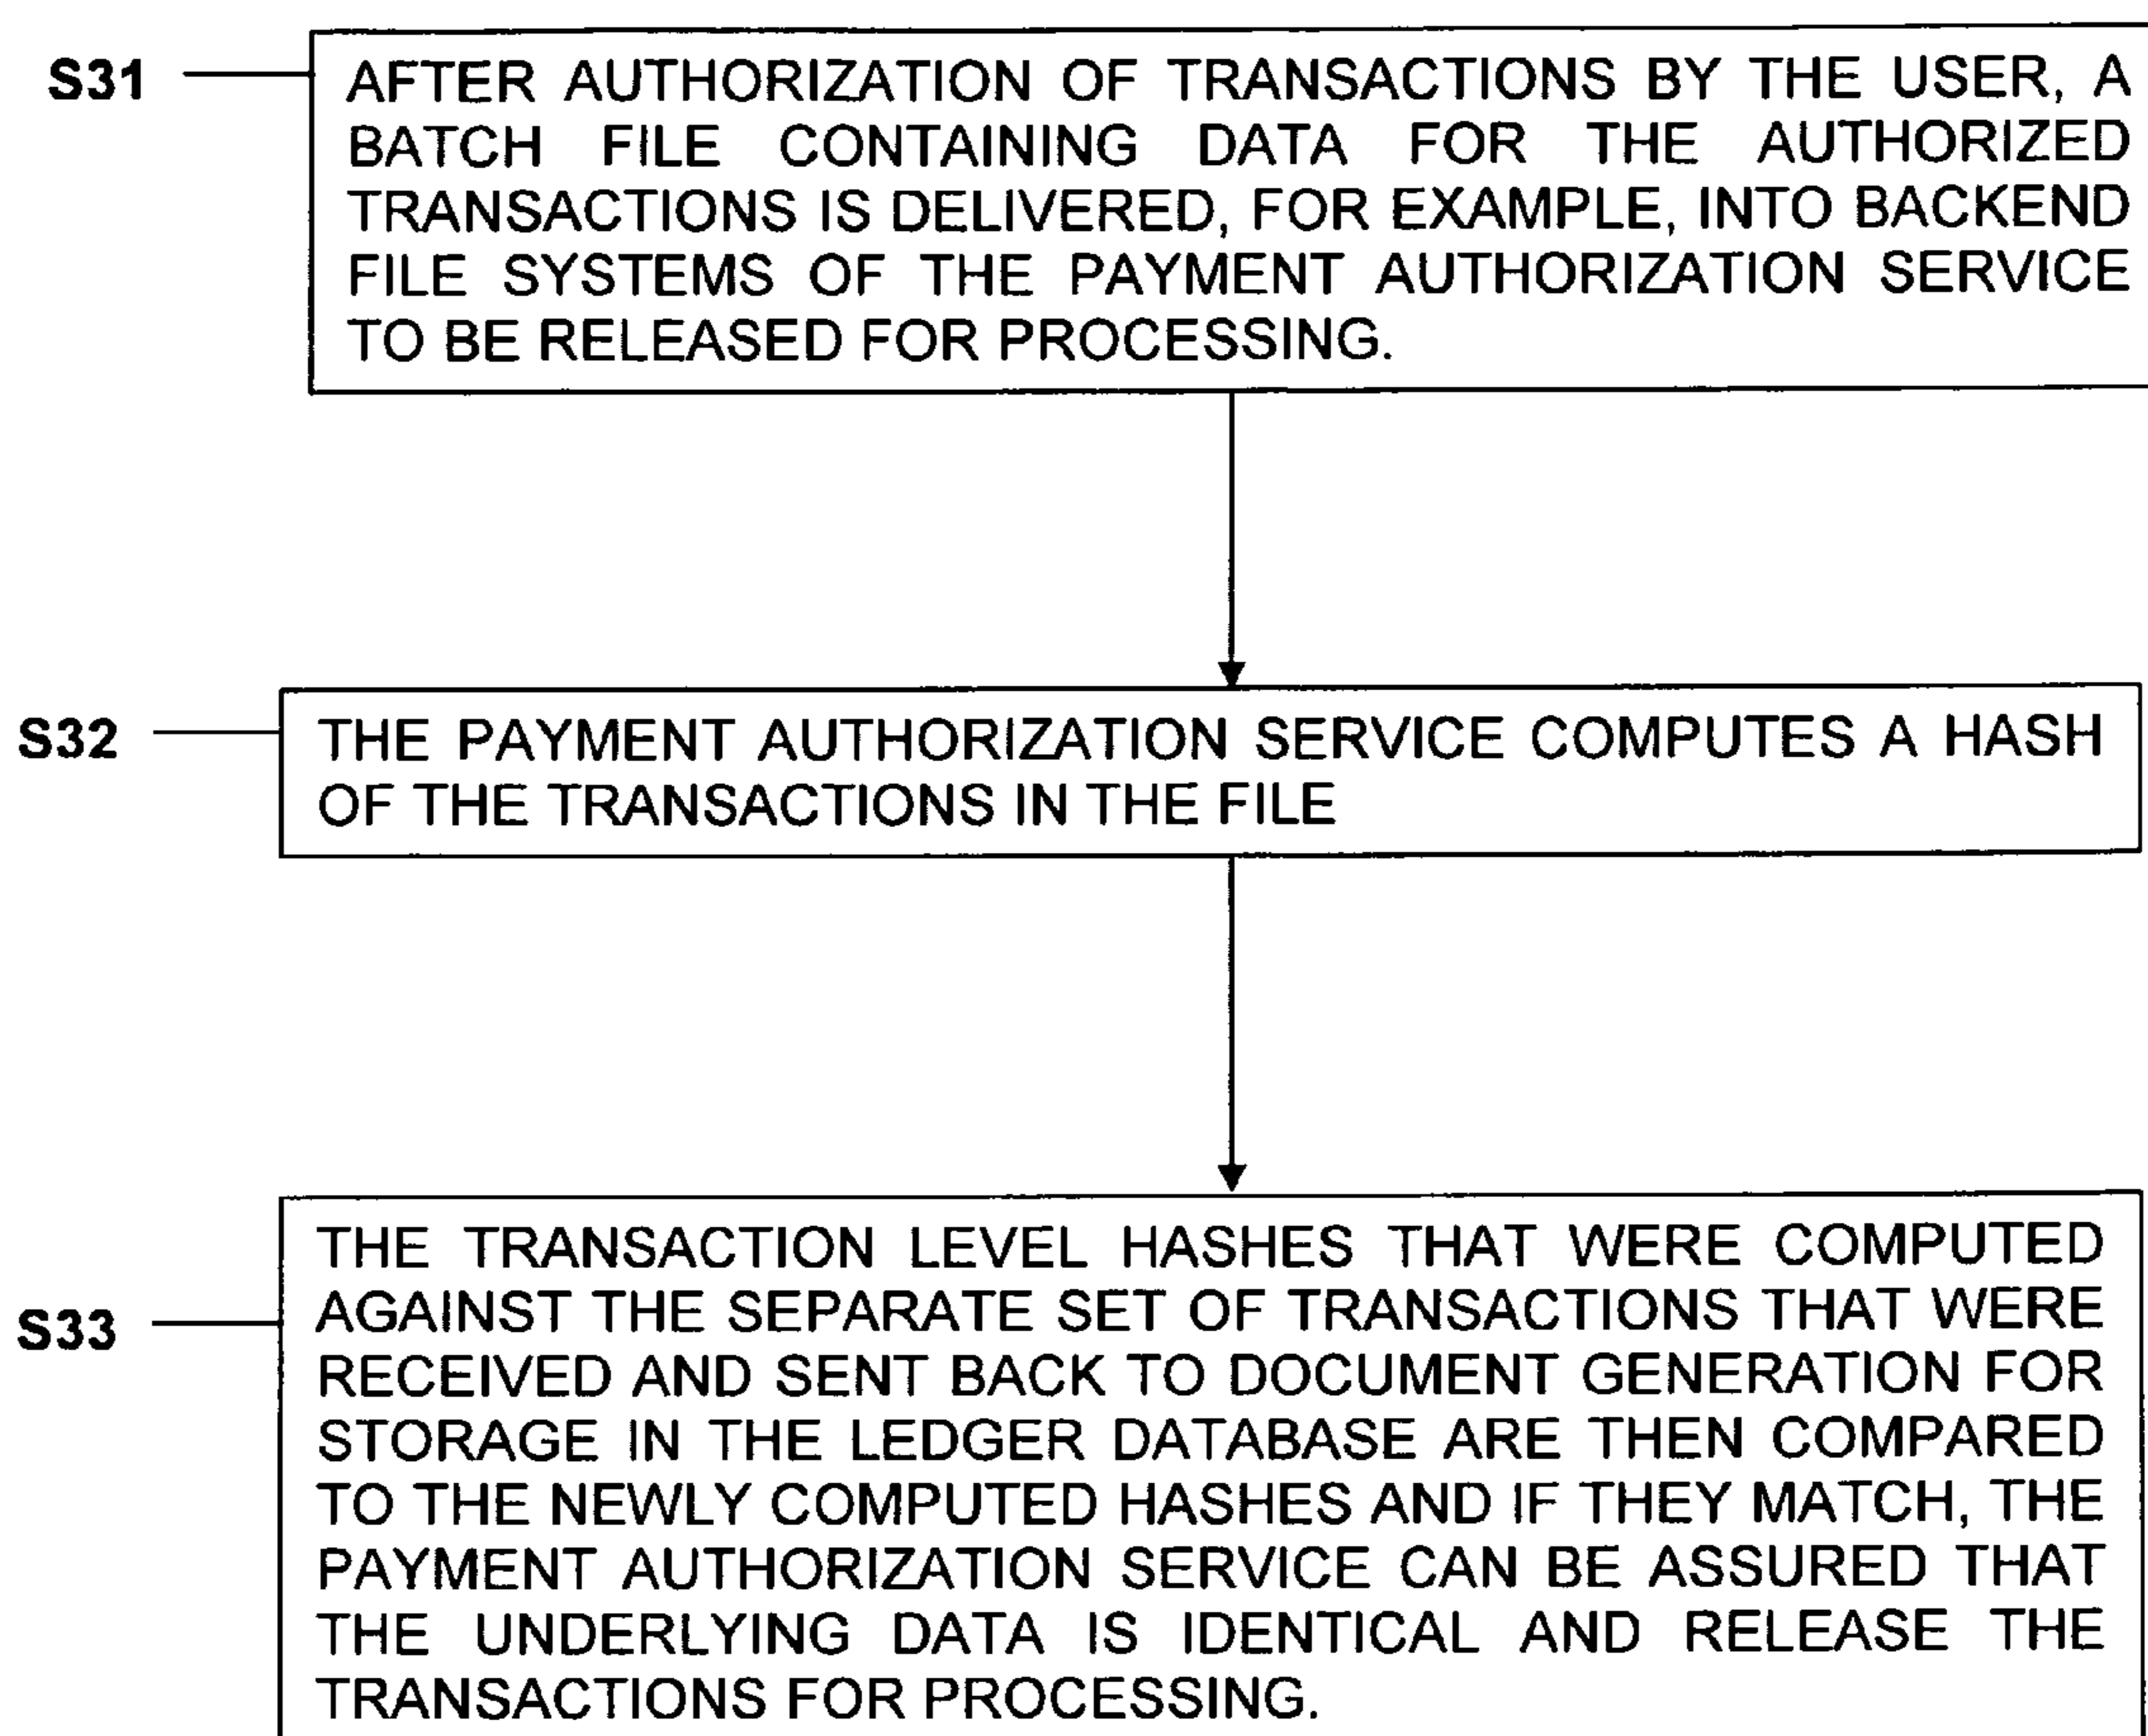 S31
AFTER AUTHORIZATION OF TRANSACTIONS BY THE USER, A
BATCH FILE CONTAINING DATA FOR THE AUTHORIZED
TRANSACTIONS IS DELIVERED, FOR EXAMPLE, INTO BACKEND
FILE SYSTEMS OF THE PAYMENT AUTHORIZATION SERVICE
TO BE RELEASED FOR PROCESSING.
S32
THE PAYMENT AUTHORIZATION SERVICE COMPUTES A HASH
OF THE TRANSACTIONS IN THE FILE
S33
THE TRANSACTION LEVEL HASHES THAT WERE COMPUTED
AGAINST THE SEPARATE SET OF TRANSACTIONS THAT WERE
RECEIVED AND SENT BACK TO DOCUMENT GENERATION FOR
STORAGE IN THE LEDGER DATABASE ARE THEN COMPARED
TO THE NEWLY COMPUTED HASHES AND IF THEY MATCH, THE
PAYMENT AUTHORIZATION SERVICE CAN BE ASSURED THAT
THE UNDERLYING DATA IS IDENTICAL AND RELEASE THE
TRANSACTIONS FOR PROCESSING.